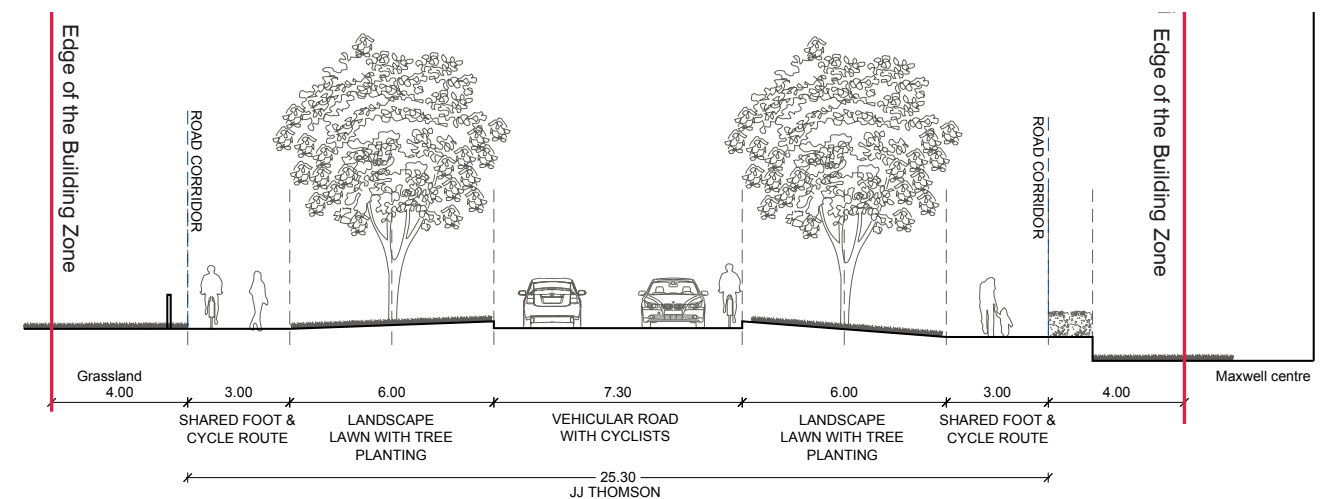 Edge of the Building Zone
ROAD CORRIDOR
ROAD CORRIDOR
Edge of the Building Zone
Grassland
Maxwell centre
4.00
3.00
6.00
7.30
6.00
3.00
4.00
SHARED FOOT &
CYCLE ROUTE
LANDSCAPE
LAWN WITH TREE
PLANTING
VEHICULAR ROAD
WITH CYCLISTS
LANDSCAPE
LAWN WITH TREE
PLANTING
SHARED FOOT &
CYCLE ROUTE
25.30
JJ THOMSON